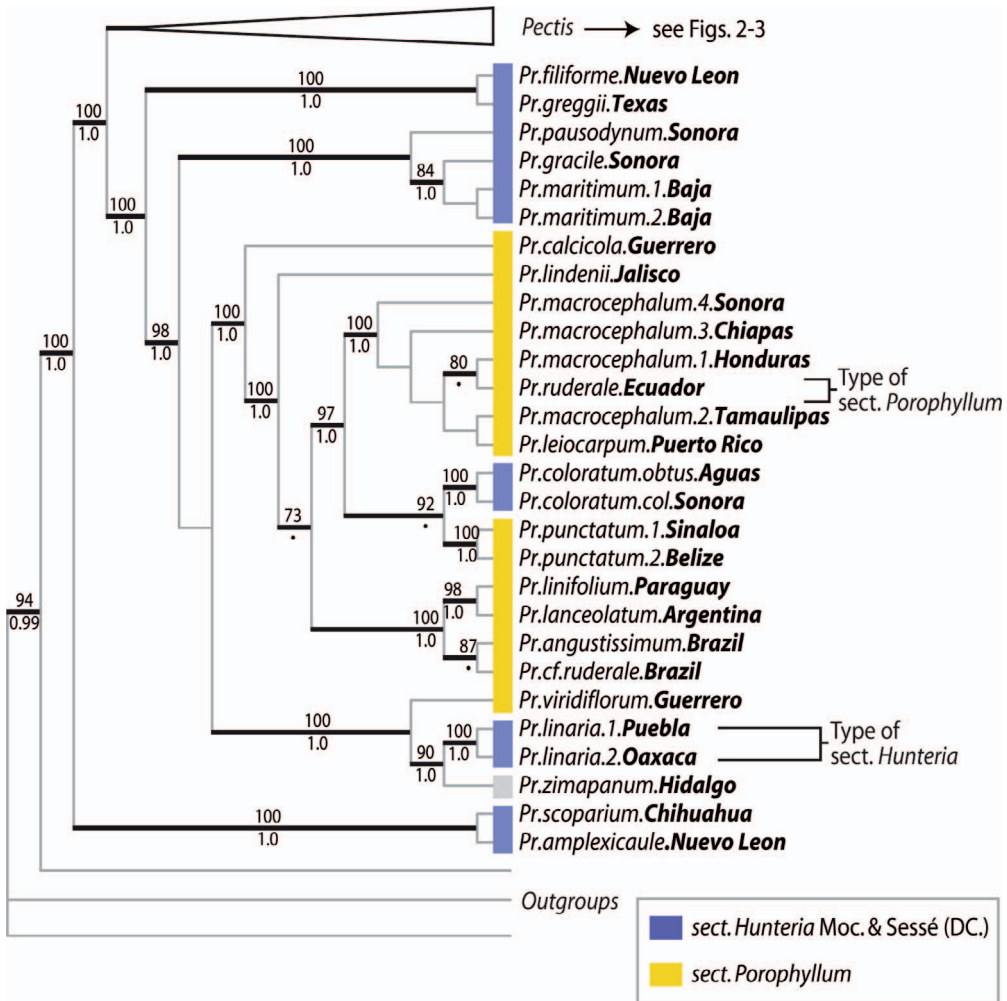 Pectis → see Figs. 2-3
100
1.0
Pr.filiforme.Nuevo Leon
Pr.greggii.Texas
100
1.0
Pr.pausodynum.Sonora
100
1.0
Pr.gracile.Sonora
84
1.0
Pr.maritimum.1.Baja
Pr.maritimum.2.Baja
100
1.0
Pr.calcicola.Guerrero
Pr.lindenii.Jalisco
Pr.macrocephalum.4.Sonora
100
1.0
98
1.0
100
1.0
100
1.0
Pr.macrocephalum.3.Chiapas
Pr.macrocephalum.1.Honduras
80
Pr.ruderale.Ecuador
Type of
sect. Porophyllum
100
1.0
Pr.macrocephalum.2.Tamaulipas
97
1.0
Pr.leiocarpum.Puerto Rico
Pr.coloratum.obtus.Aguas
100
1.0
Pr.coloratum.col.Sonora
92
73
Pr.punctatum.1.Sinaloa
100
1.0
Pr.punctatum.2.Belize
Pr.linifolium.Paraguay
98
1.0
94
0.99
Pr.lanceolatum.Argentina
100
1.0
Pr.angustissimum.Brazil
87
Pr.cf.ruderale.Brazil
Pr.viridiflorum.Guerrero
100
1.0
Pr.linaria.1.Puebla
100
1.0
Type of
sect. Hunteria
Pr.linaria.2.Oaxaca
90
1.0
Pr.zimapanum.Hidalgo
Pr.scoparium.Chihuahua
100
1.0
Pr.amplexicaule.Nuevo Leon
Outgroups
sect. Hunteria Moc. & Sessé (DC.)
sect. Porophyllum